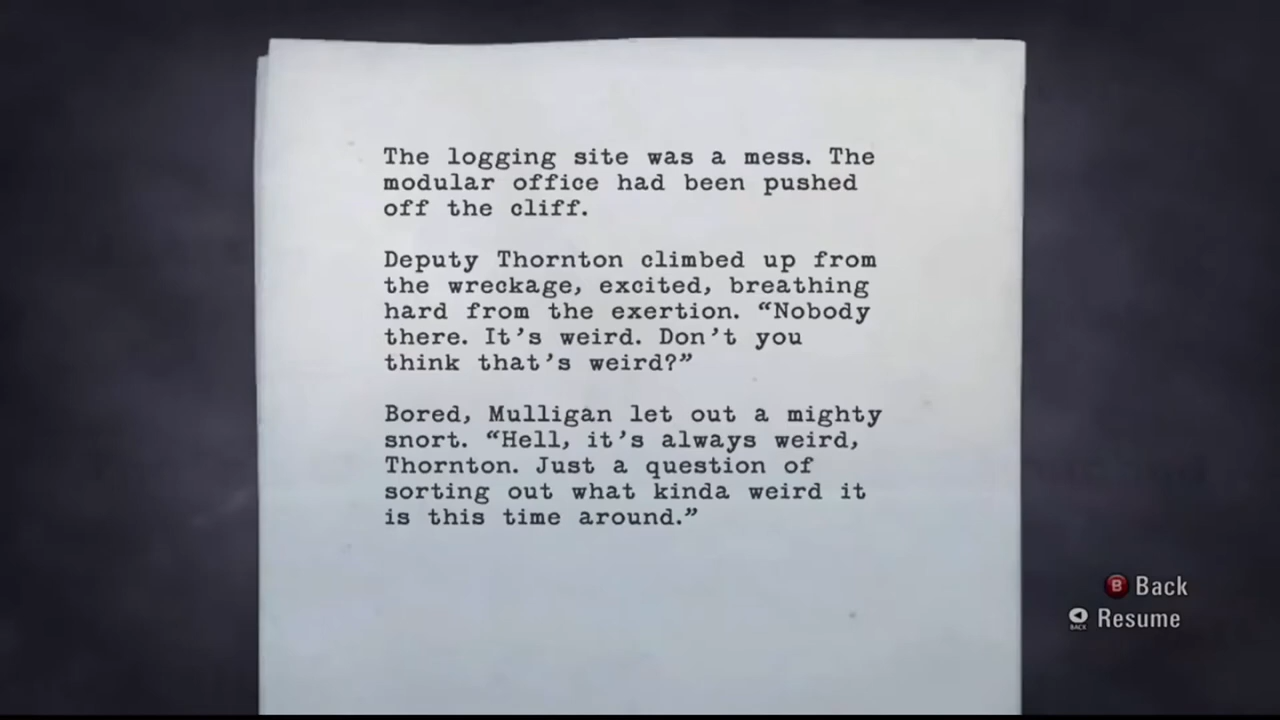 The logging site was a mess. The
modular office had been pushed
off the cliff.
Deputy Thornton climbed up from
the wreckage, excited, breathing
hard from the exertion. “Nobody
there. It’s weird. Don’t you
think that’s weird?”
Bored, Mulligan let out a mighty
snort. “Hell, it’s always weird,
Thornton. Just a question of
sorting out what kinda weird it
is this time around.”
B Back
BACK Resume